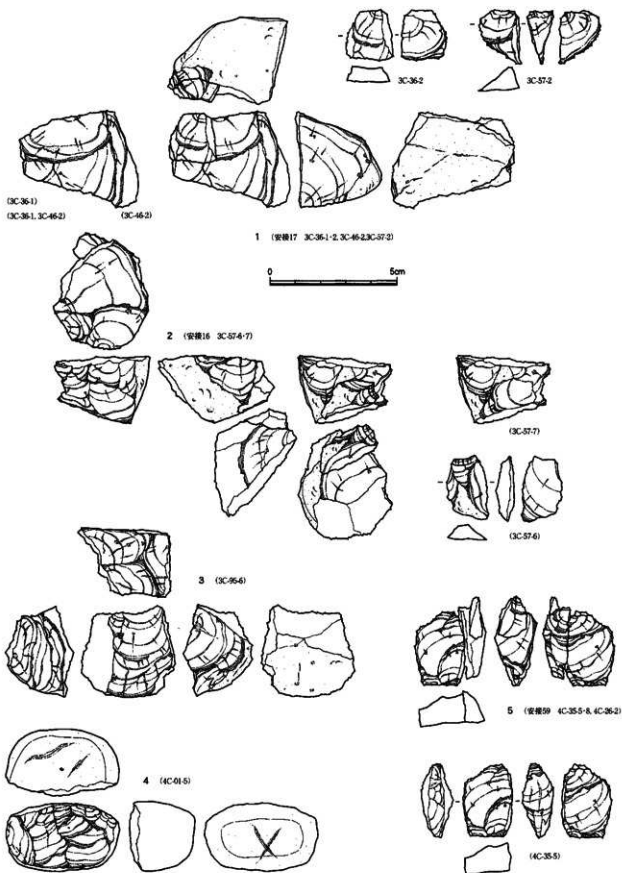 3C-36-2
3C-57-2
(3C-36-1)
(3C-36-1, 3C-46-2)
(3C-46-2)
1 (安接17 3C-36-1・2, 3C-46-2,3C-57-2)
0 5cm
2 (安接16 3C-57-6・7)
(3C-57-7)
(3C-57-6)
3 (3C-95-6)
5 (安接59 4C-35-5・8, 4C-26-2)
4 (4C-01-5)
(4C-35-5)